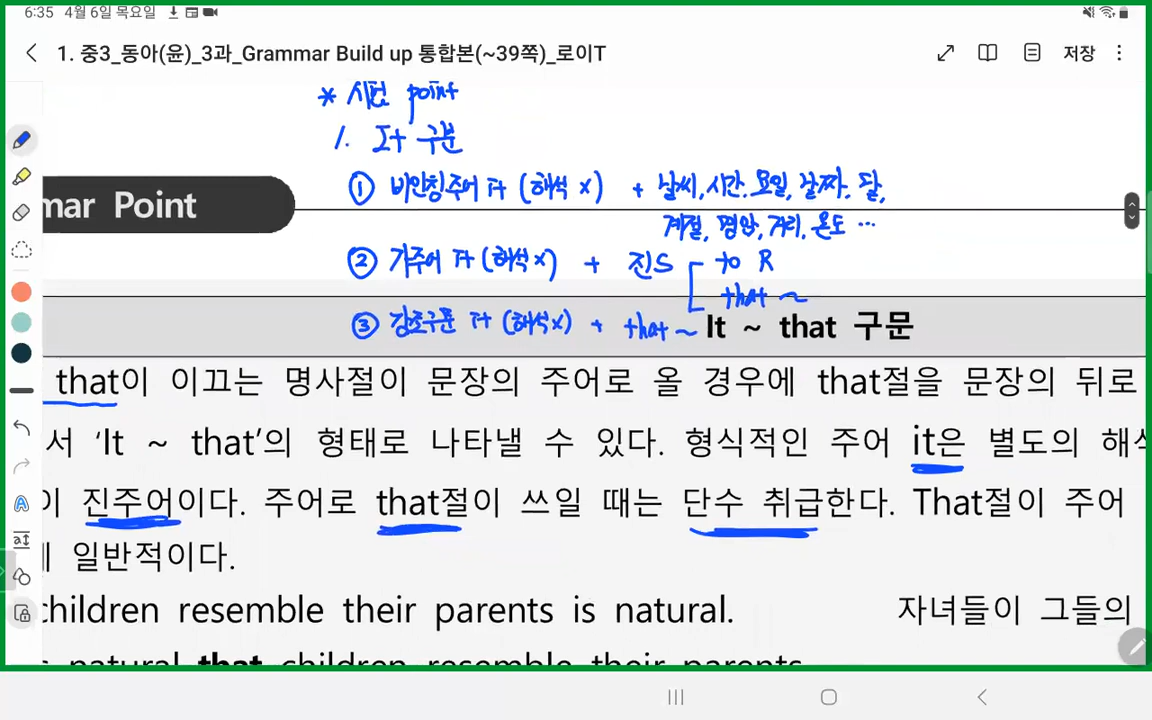 6:35 4월 6일 목요일
1. 중3_동아(윤)_3과_Grammar Build up 통합본(~39쪽)_로이T
저장
* 시험 point
1. It 구분
① 비인칭주어 It (해석 x) + 날씨, 시간, 요일, 날짜, 달,
계절, 명암, 거리, 온도 ...
mar Point
② 가주어 It (해석x) + 진S to R
that ~
③ 강조구문 It (해석x) + that ~
It ~ that 구문
that이 이끄는 명사절이 문장의 주어로 올 경우에 that절을 문장의 뒤로
서 ‘It ~ that’의 형태로 나타낼 수 있다. 형식적인 주어 it은 별도의 해석
이 진주어이다. 주어로 that절이 쓰일 때는 단수 취급한다. That절이 주어
일반적이다.
children resemble their parents is natural. 자녀들이 그들의
natural that children resemble their parents